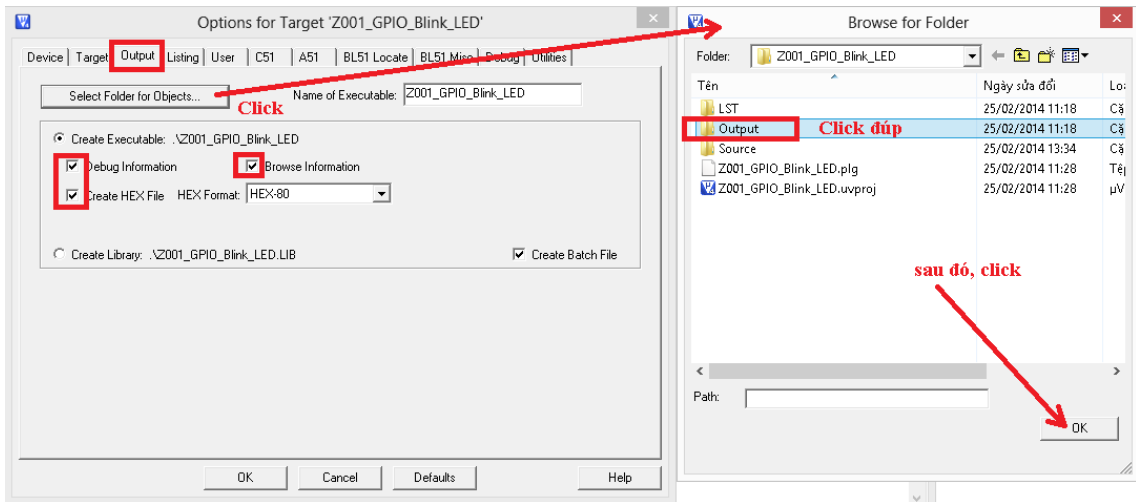 Options for Target 'Z001_GPIO_Blink_LED'
Device Target Output Listing User C51 A51 BL51 Locate BL51 Misc Debug Utilities
Select Folder for Objects...
Click
Name of Executable: Z001_GPIO_Blink_LED
Create Executable: .\Z001_GPIO_Blink_LED
Debug Information
Browse Information
Create HEX File HEX Format: HEX-80
Create Library: .\Z001_GPIO_Blink_LED.LIB
Create Batch File
OK Cancel Defaults Help
Browse for Folder
Folder: Z001_GPIO_Blink_LED
Tên Ngày sửa đổi
LST 25/02/2014 11:18
Output Click đúp 25/02/2014 11:18
Source 25/02/2014 13:34
Z001_GPIO_Blink_LED.plg 25/02/2014 11:28
Z001_GPIO_Blink_LED.uvproj 25/02/2014 11:28 µV
sau đó, click
Path:
OK